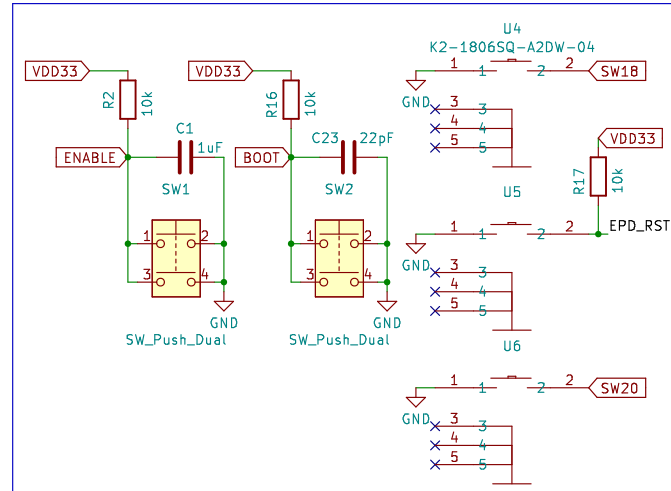 U4
K2-1806SQ-A2DW-04
VDD33
VDD33
1 1 2 2
SW18
R2
10k
R16
10k
GND
3 3
4 4
5 5
C1
1uF
C23
22pF
VDD33
ENABLE
BOOT
SW1
SW2
U5
R17
10k
1 2
1 2
1 1 2 2
EPD_RST
3 4
3 4
GND
3 3
4 4
5 5
GND
GND
SW_Push_Dual
SW_Push_Dual
U6
1 1 2 2
SW20
GND
3 3
4 4
5 5